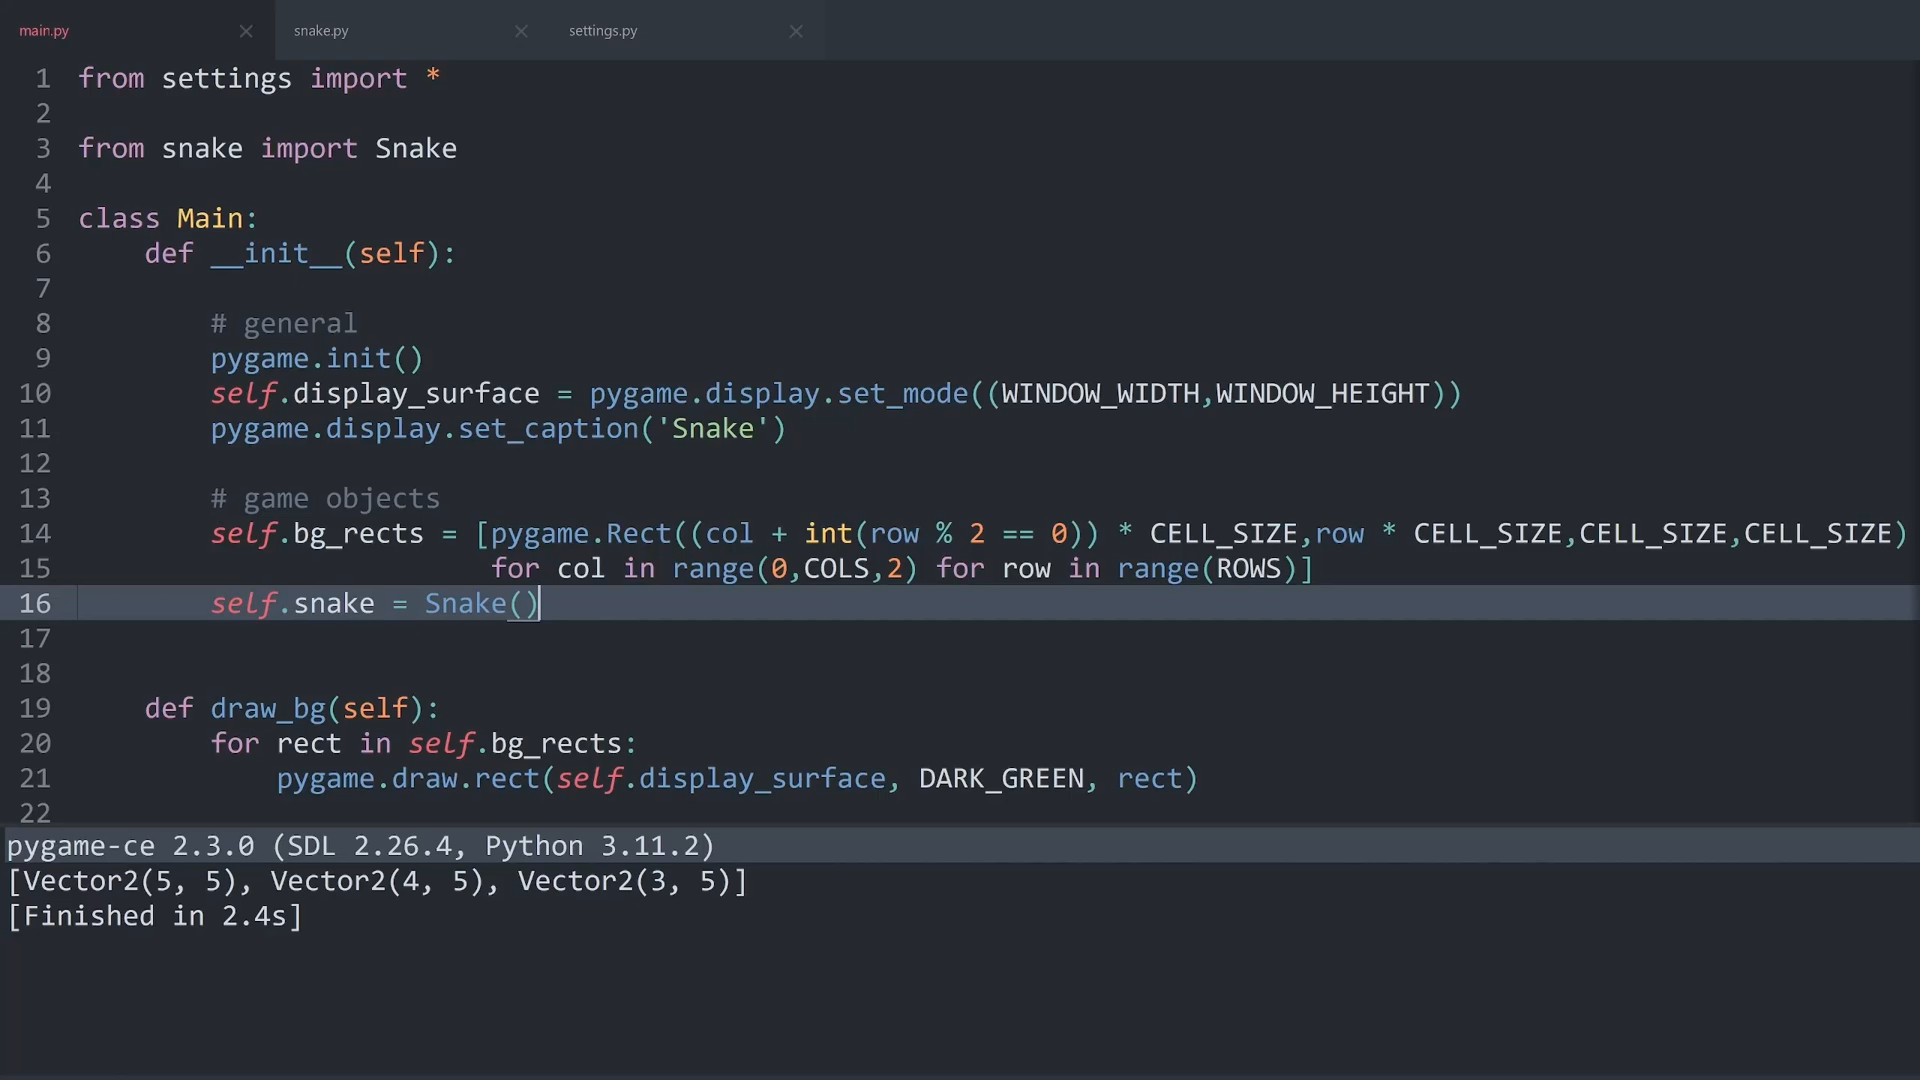 main.py snake.py settings.py
1 from settings import *
2
3 from snake import Snake
4
5 class Main:
6     def __init__(self):
7
8         # general
9         pygame.init()
10         self.display_surface = pygame.display.set_mode((WINDOW_WIDTH,WINDOW_HEIGHT))
11         pygame.display.set_caption('Snake')
12
13         # game objects
14         self.bg_rects = [pygame.Rect((col + int(row % 2 == 0)) * CELL_SIZE,row * CELL_SIZE,CELL_SIZE,CELL_SIZE)
15                          for col in range(0,COLS,2) for row in range(ROWS)]
16         self.snake = Snake()
17
18
19     def draw_bg(self):
20         for rect in self.bg_rects:
21             pygame.draw.rect(self.display_surface, DARK_GREEN, rect)
22
pygame-ce 2.3.0 (SDL 2.26.4, Python 3.11.2)
[Vector2(5, 5), Vector2(4, 5), Vector2(3, 5)]
[Finished in 2.4s]